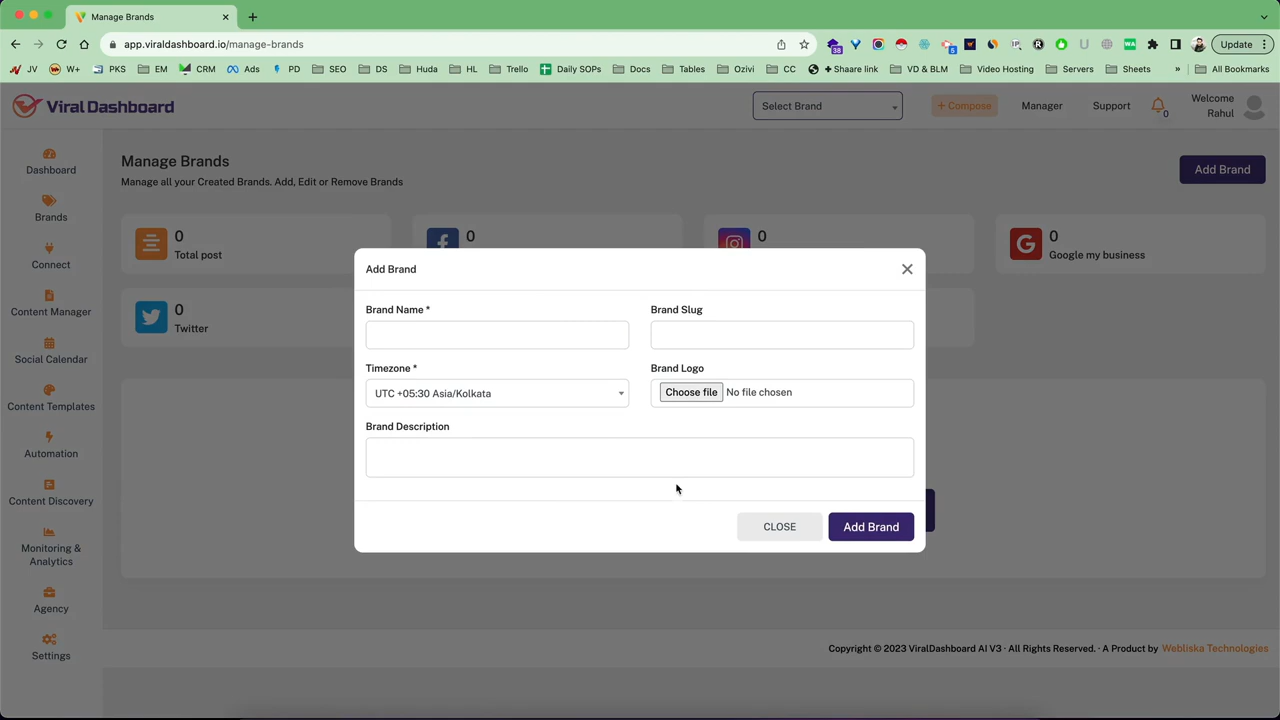 Manage Brands
app.viraldashboard.io/manage-brands
38
5
Update
JV
W+
PKS
EM
CRM
Ads
PD
SEO
DS
Huda
HL
Trello
Daily SOPs
Docs
Tables
Ozivi
CC
+ Shaare link
VD & BLM
Video Hosting
Servers
Sheets
»
All Bookmarks
Viral Dashboard
Select Brand
+ Compose
Manager
Support
0
Welcome
Rahul
Dashboard
Brands
Connect
Content Manager
Social Calendar
Content Templates
Automation
Content Discovery
Monitoring &
Analytics
Agency
Settings
Manage Brands
Manage all your Created Brands. Add, Edit or Remove Brands
Add Brand
0
Total post
0
0
0
Google my business
0
Twitter
Add Brand
Brand Name *
Brand Slug
Timezone *
UTC +05:30 Asia/Kolkata
Brand Logo
Choose file No file chosen
Brand Description
CLOSE
Add Brand
Copyright © 2023 ViralDashboard AI V3 · All Rights Reserved. · A Product by Webliska Technologies